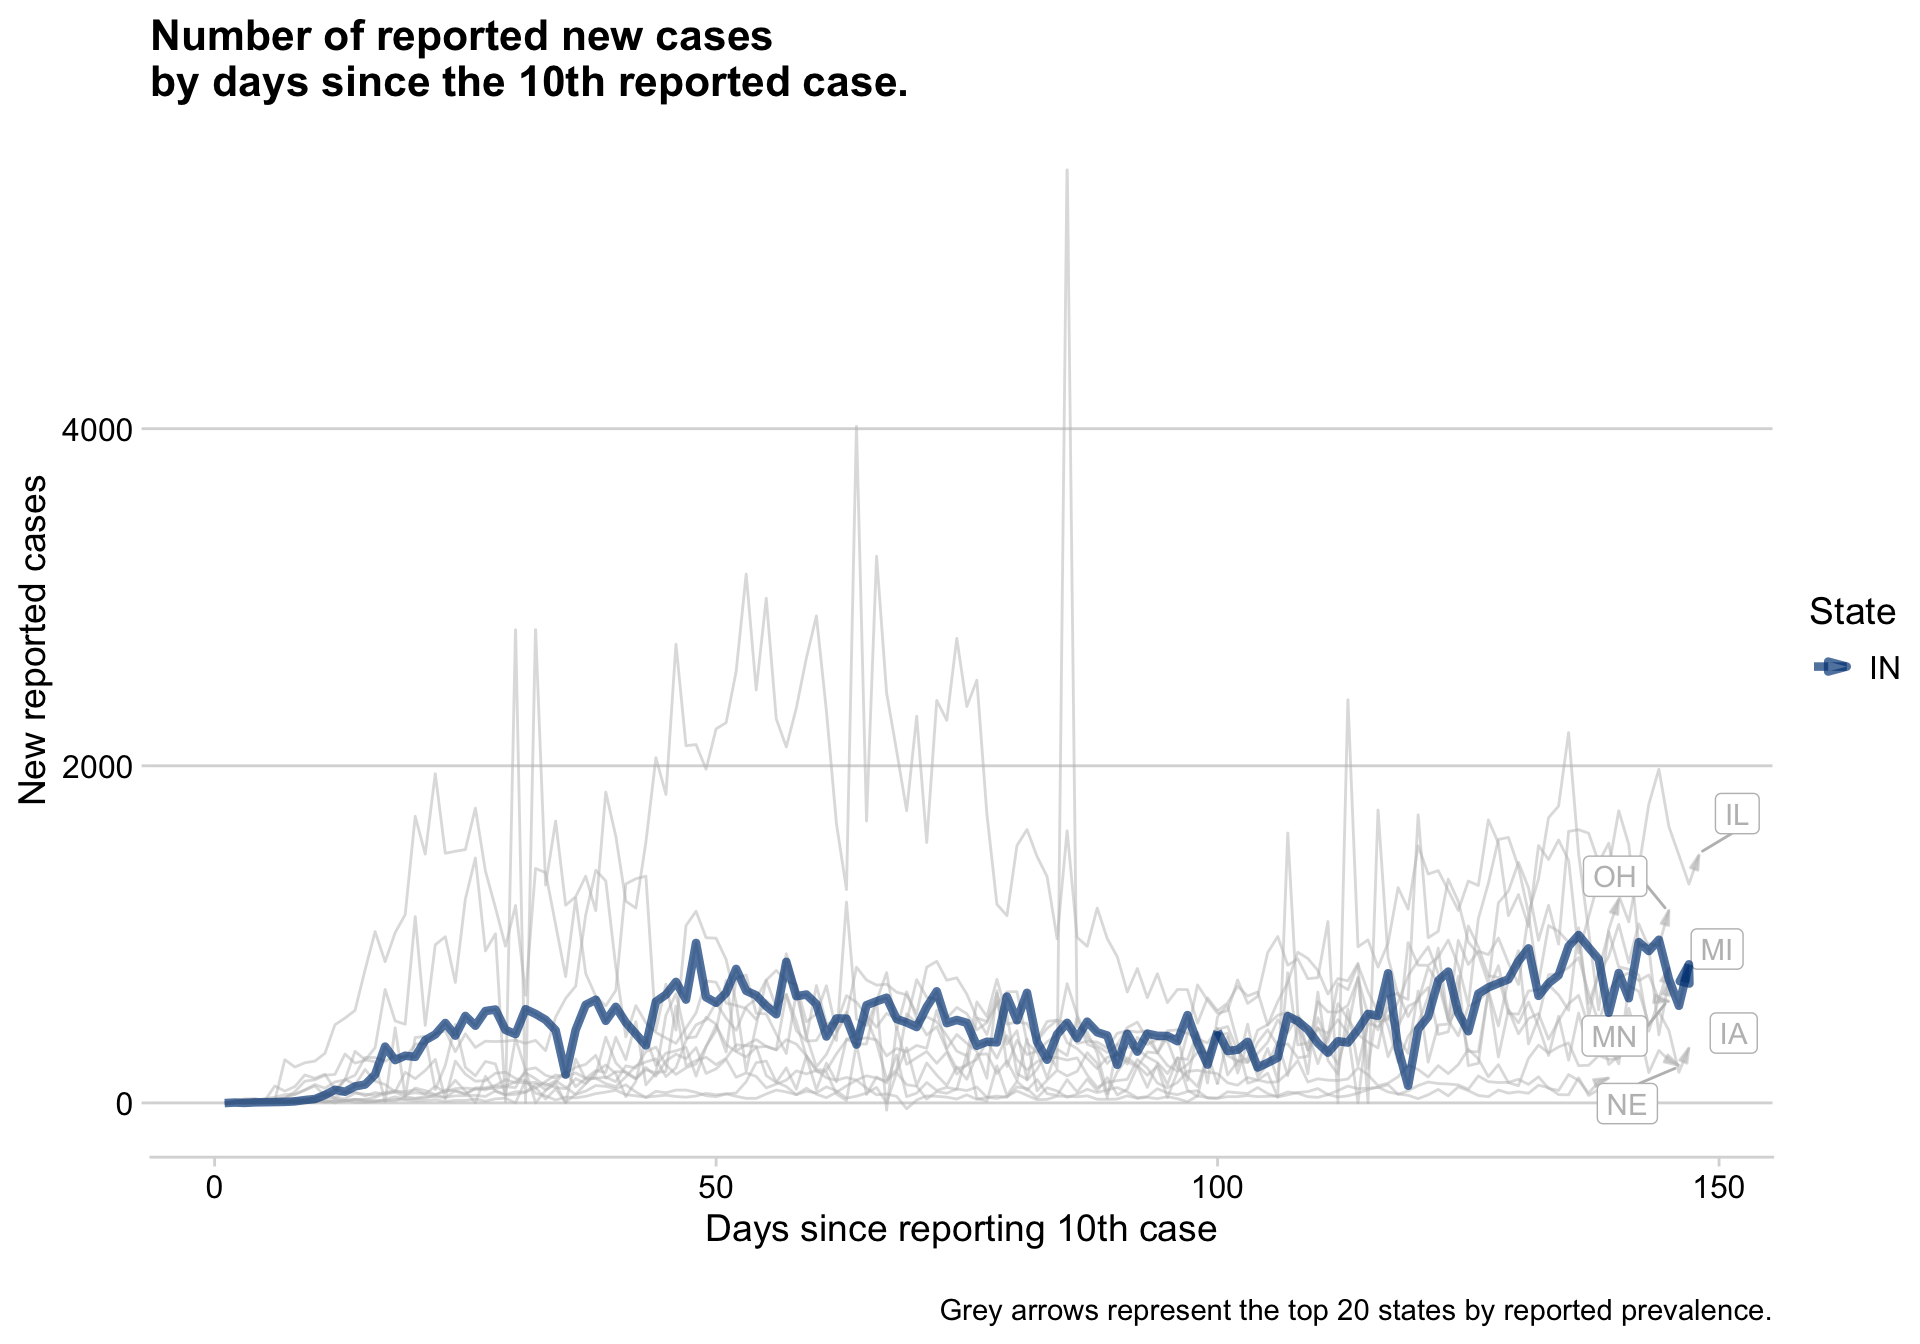 Number of reported new cases
by days since the 10th reported case.
New reported cases
4000
2000
0
0
50
100
150
Days since reporting 10th case
IL
OH
MI
MN
IA
NE
State
IN
Grey arrows represent the top 20 states by reported prevalence.